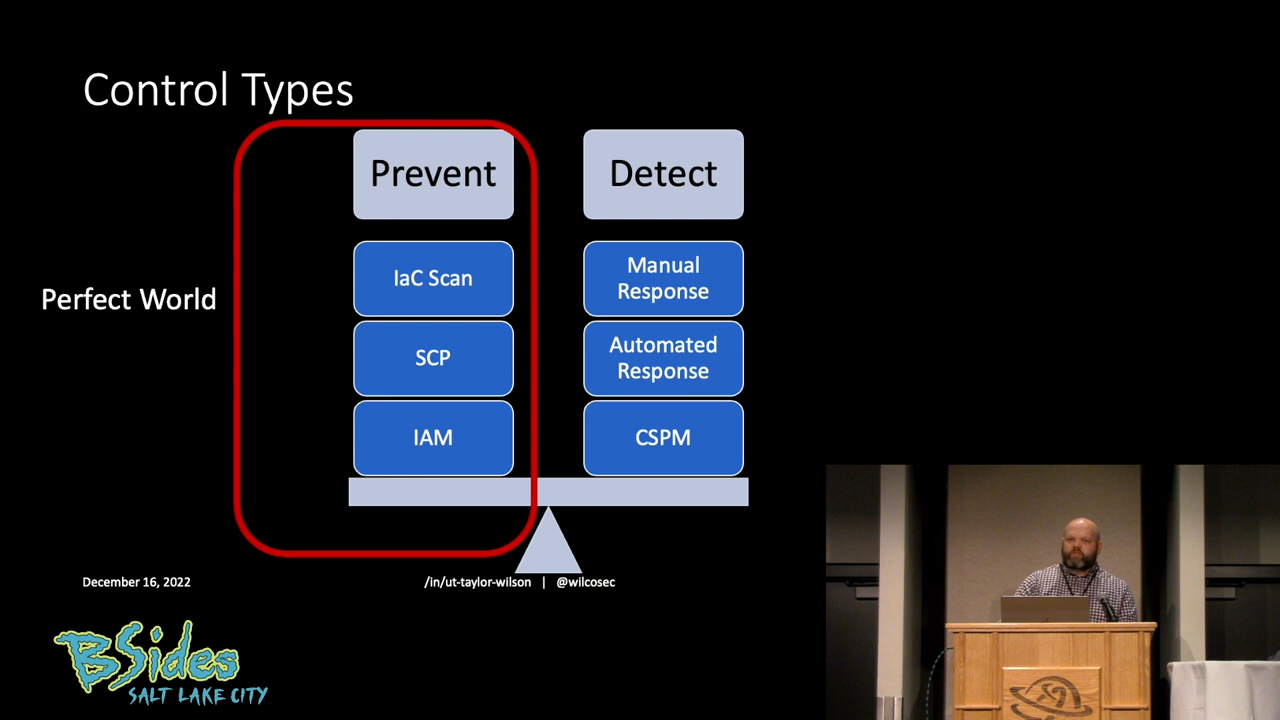 Control Types
Prevent
Detect
Perfect World
IaC Scan
Manual
Response
SCP
Automated
Response
IAM
CSPM
December 16, 2022
/in/ut-taylor-wilson | @wilcosec
BSides
SALT LAKE CITY